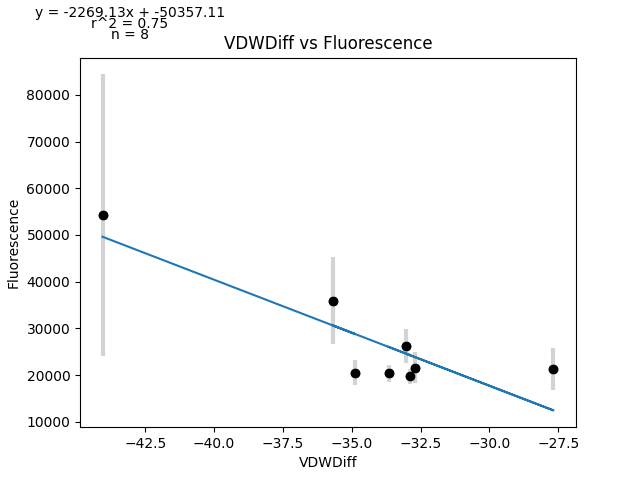 y = -2269.13x + -50357.11
r^2 = 0.75
n = 8
VDWDiff vs Fluorescence
80000
70000
60000
50000
40000
30000
20000
10000
Fluorescence
−42.5 −40.0 −37.5 −35.0 −32.5 −30.0 −27.5
VDWDiff